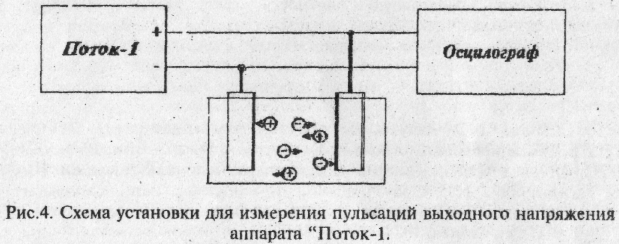 Поток-1
+
-
Осцилограф
Рис.4. Схема установки для измерения пульсаций выходного напряжения
аппарата “Поток-1.